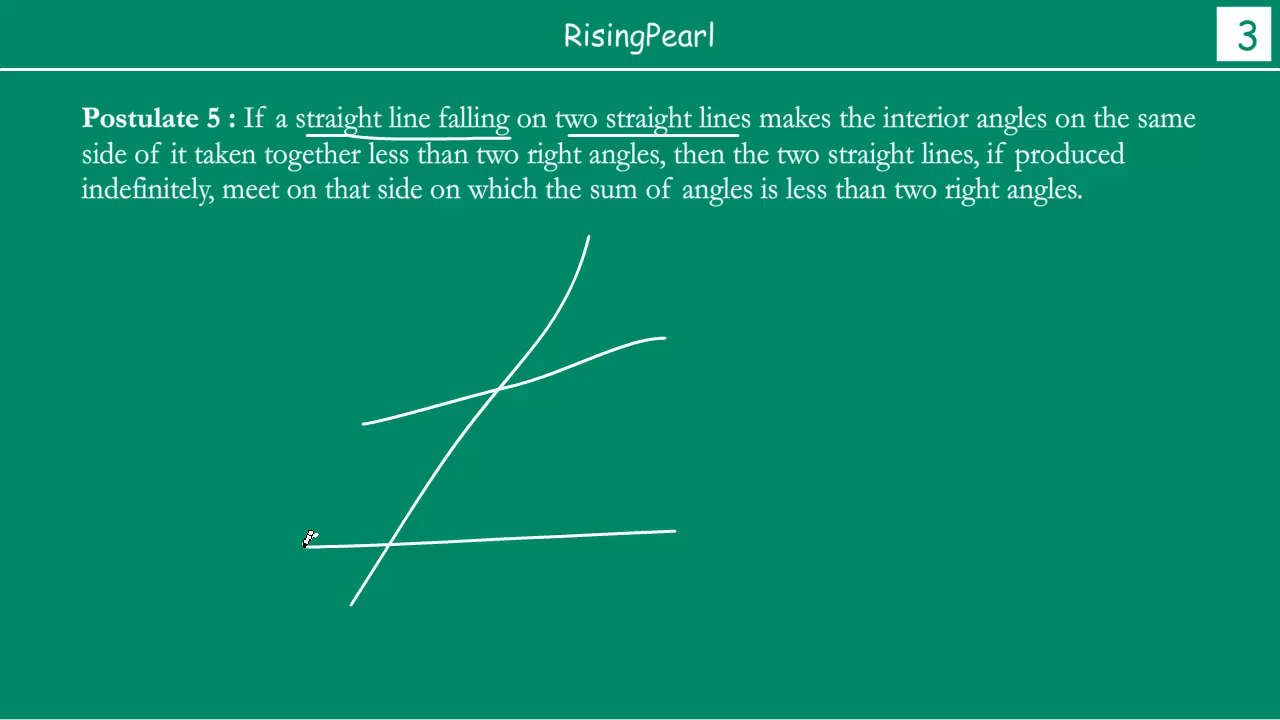 RisingPearl
3
Postulate 5 : If a straight line falling on two straight lines makes the interior angles on the same
side of it taken together less than two right angles, then the two straight lines, if produced
indefinitely, meet on that side on which the sum of angles is less than two right angles.